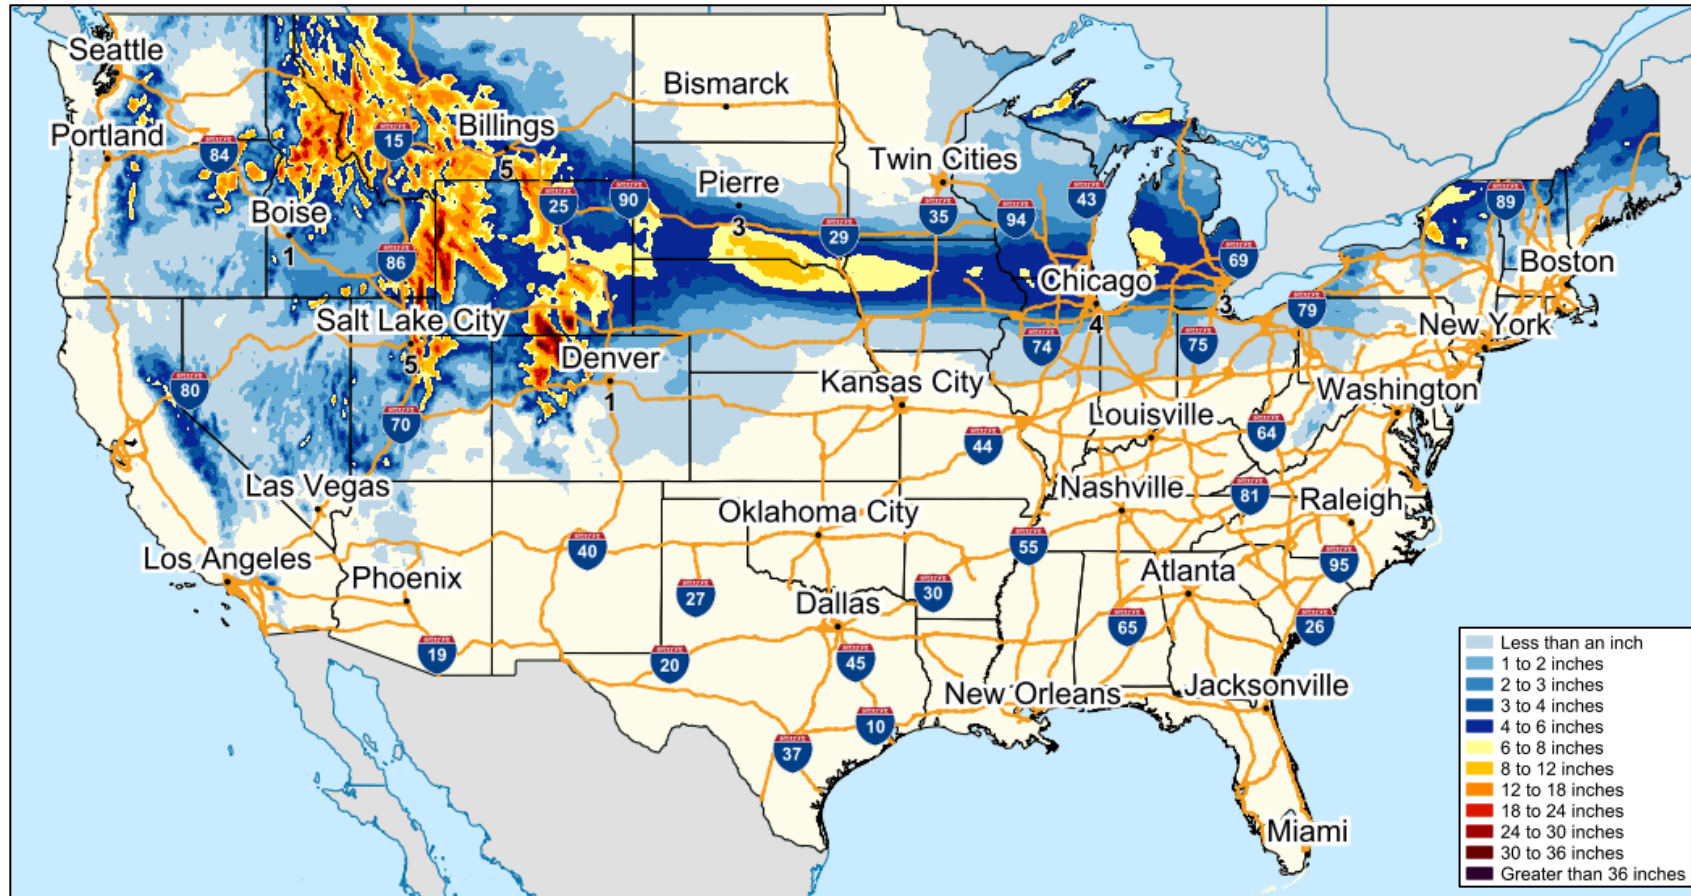 Seattle
Bismarck
Portland
Billings
84
15
5
Twin Cities
Pierre
25
90
43
89
Boise
3
35
94
1
29
69
86
Boston
Chicago
Salt Lake City
3
79
4
New York
74
75
Denver
5
80
Kansas City
Washington
1
70
Louisville
64
44
Las Vegas
Nashville
81
Raleigh
Oklahoma City
40
55
Los Angeles
95
Phoenix
Atlanta
27
30
Dallas
65
26
19
20
45
New Orleans
Jacksonville
10
37
Miami
Less than an inch
1 to 2 inches
2 to 3 inches
3 to 4 inches
4 to 6 inches
6 to 8 inches
8 to 12 inches
12 to 18 inches
18 to 24 inches
24 to 30 inches
30 to 36 inches
Greater than 36 inches